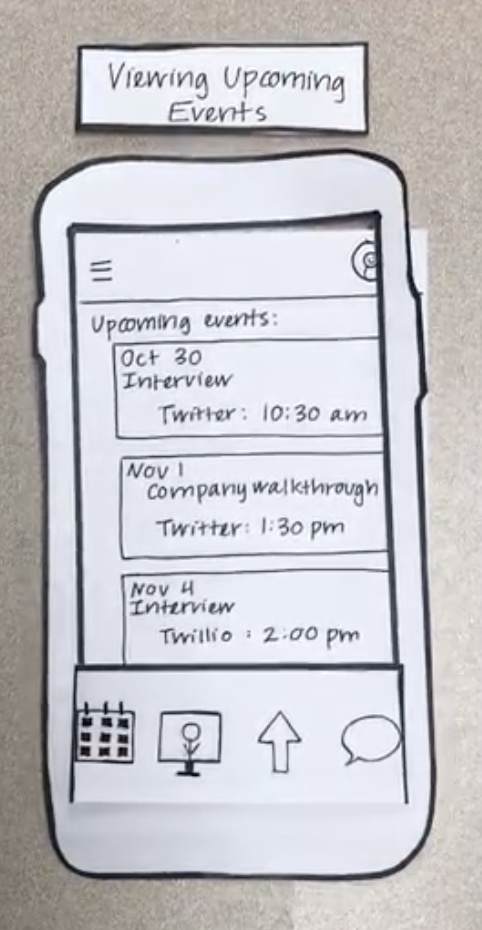 Viewing Upcoming
Events
Upcoming events:
Oct 30
Interview
Twitter: 10:30 am
Nov 1
Company walkthrough
Twitter: 1:30 pm
Nov 4
Interview
Twillio : 2:00 pm